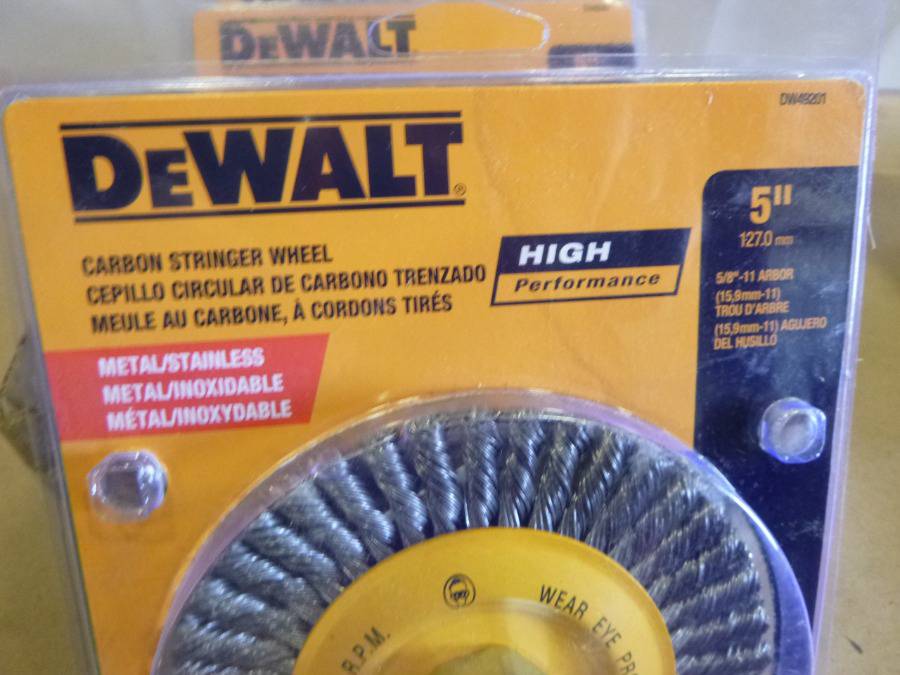 DEWALT
DW49201
DEWALT®
5"
127.0 mm
CARBON STRINGER WHEEL
CEPILLO CIRCULAR DE CARBONO TRENZADO
MEULE AU CARBONE, À CORDONS TIRÉS
HIGH
Performance
5/8"-11 ARBOR
(15,9mm-11)
TROU D'ARBRE
(15,9mm-11) AGUJERO
DEL HUSILLO
METAL/STAINLESS
METAL/INOXIDABLE
MÉTAL/INOXYDABLE
R.P.M.
WEAR EYE PRO